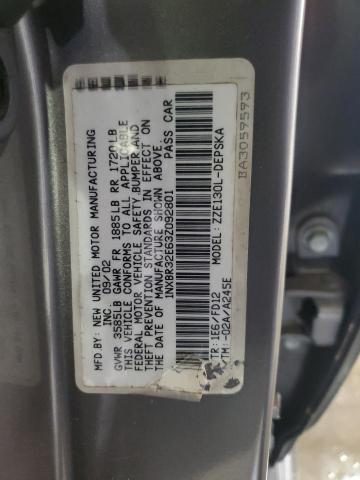 MFD BY: NEW UNITED MOTOR MANUFACTURING
INC 09/02
GVWR 3585LB GAWR FR 1885LB RR 1720LB
THIS VEHICLE CONFORMS TO ALL APPLICABLE
FEDERAL MOTOR VEHICLE SAFETY, BUMPER AND
THEFT PREVENTION STANDARDS IN EFFECT ON
THE DATE OF MANUFACTURE SHOWN ABOVE.
1NXBR32E63Z092801 PASS CAR
MODEL: ZZE130L-DEPSKA
TR: 1E6/FD12
TM: -02A/A245E
BA3059593